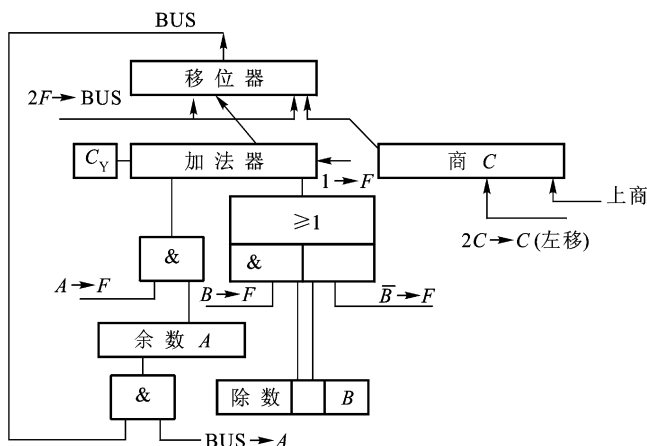 BUS
移位器
2F→BUS
C_Y
加法器
商 C
1→F
≥1
上商
&
&
2C→C (左移)
A→F
B→F
B̅→F
余数 A
&
除数
B
BUS→A